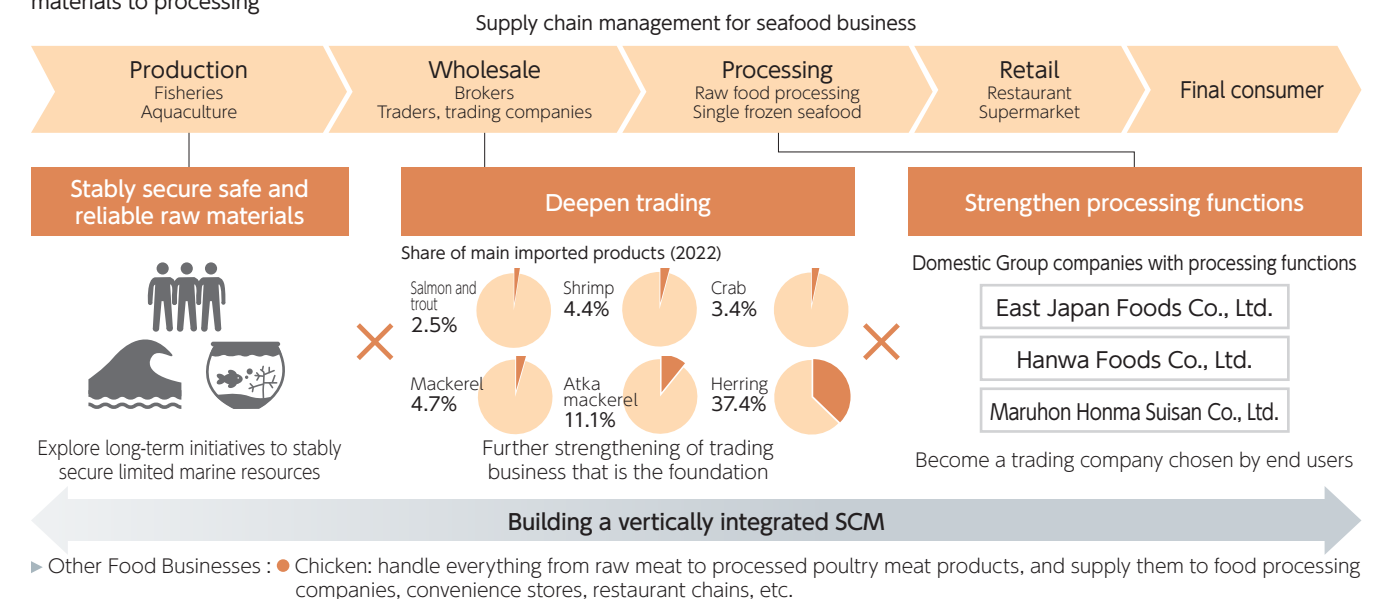 materials to processing
Supply chain management for seafood business
Production
Fisheries
Aquaculture
Wholesale
Brokers
Traders, trading companies
Processing
Raw food processing
Single frozen seafood
Retail
Restaurant
Supermarket
Final consumer
Stably secure safe and
reliable raw materials
Deepen trading
Strengthen processing functions
Explore long-term initiatives to stably
secure limited marine resources
Share of main imported products (2022)
Salmon and
trout
2.5%
Shrimp
4.4%
Crab
3.4%
Mackerel
4.7%
Atka
mackerel
11.1%
Herring
37.4%
Further strengthening of trading
business that is the foundation
Domestic Group companies with processing functions
East Japan Foods Co., Ltd.
Hanwa Foods Co., Ltd.
Maruhon Honma Suisan Co., Ltd.
Become a trading company chosen by end users
Building a vertically integrated SCM
▶ Other Food Businesses : ● Chicken: handle everything from raw meat to processed poultry meat products, and supply them to food processing
companies, convenience stores, restaurant chains, etc.